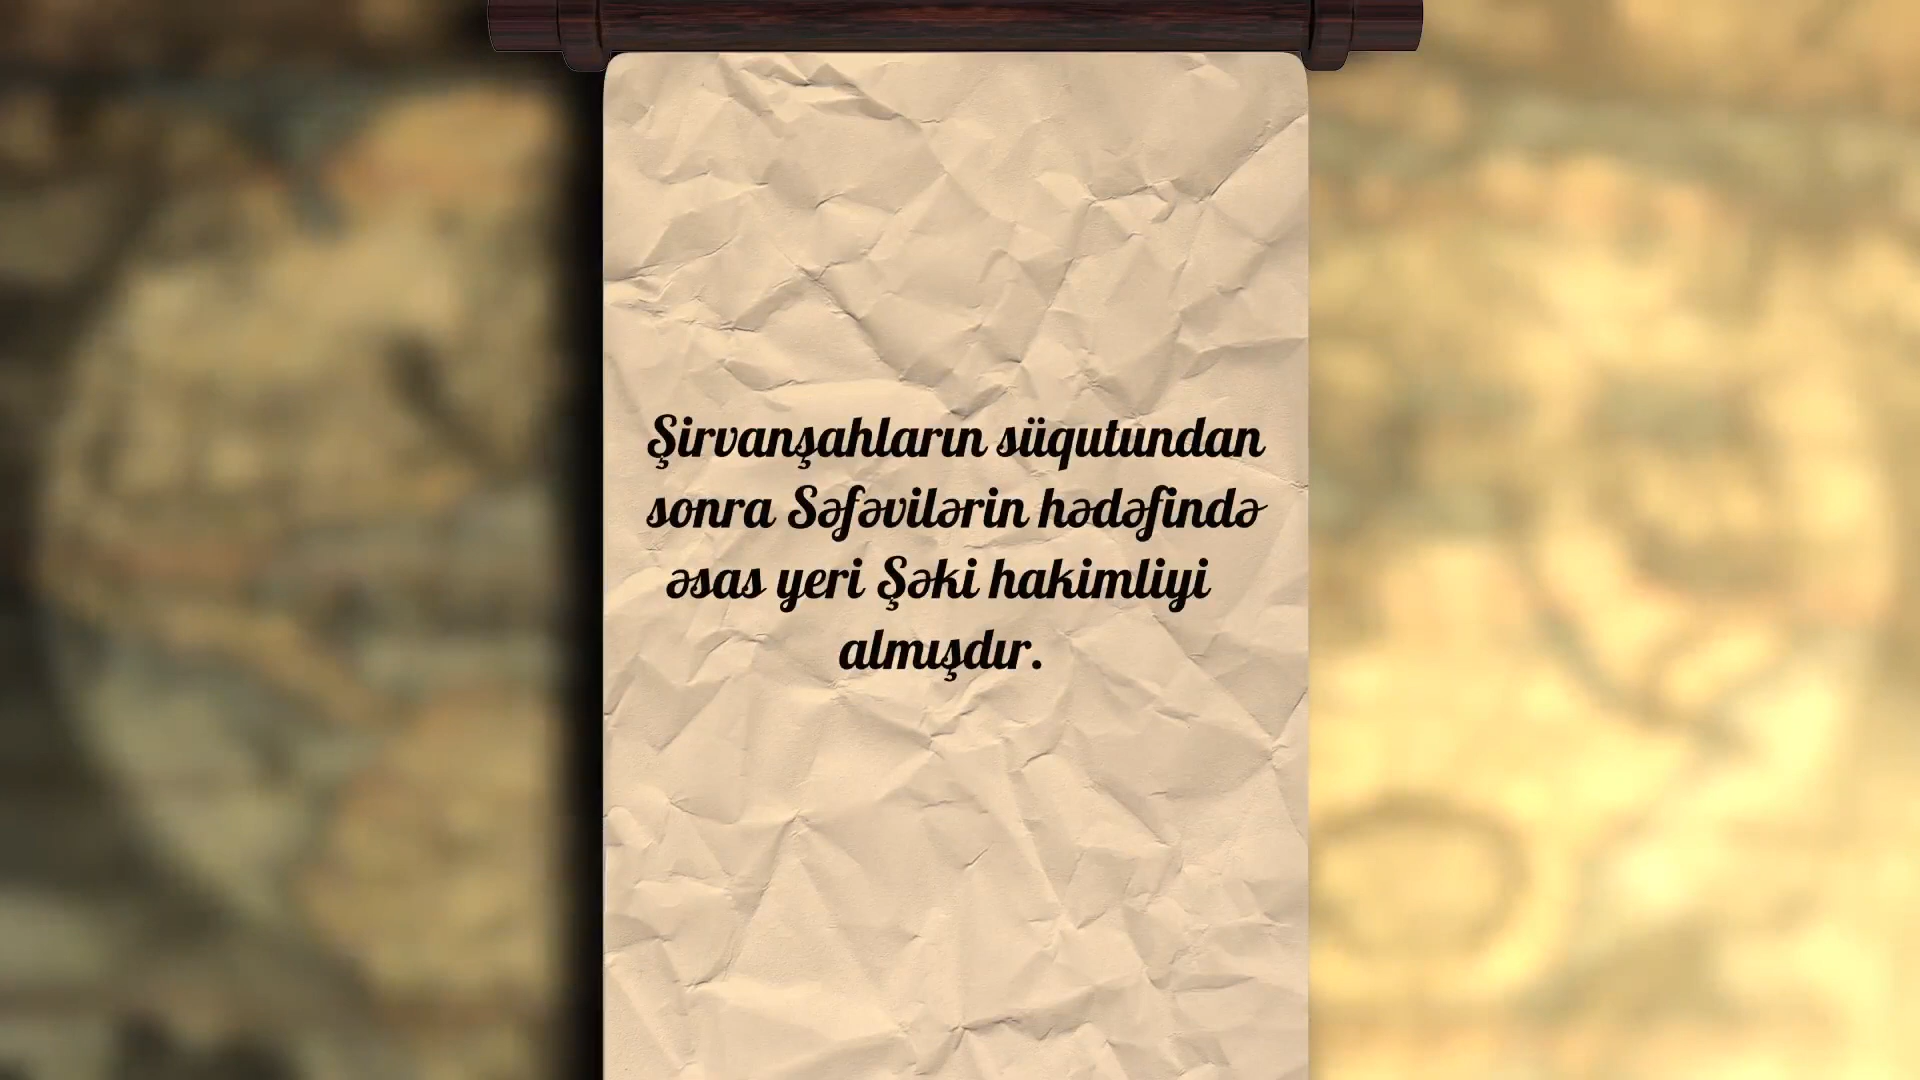 Şirvanşahların süqutundan
sonra Səfəvilərin hədəfində
əsas yeri Şəki hakimliyi
almışdır.